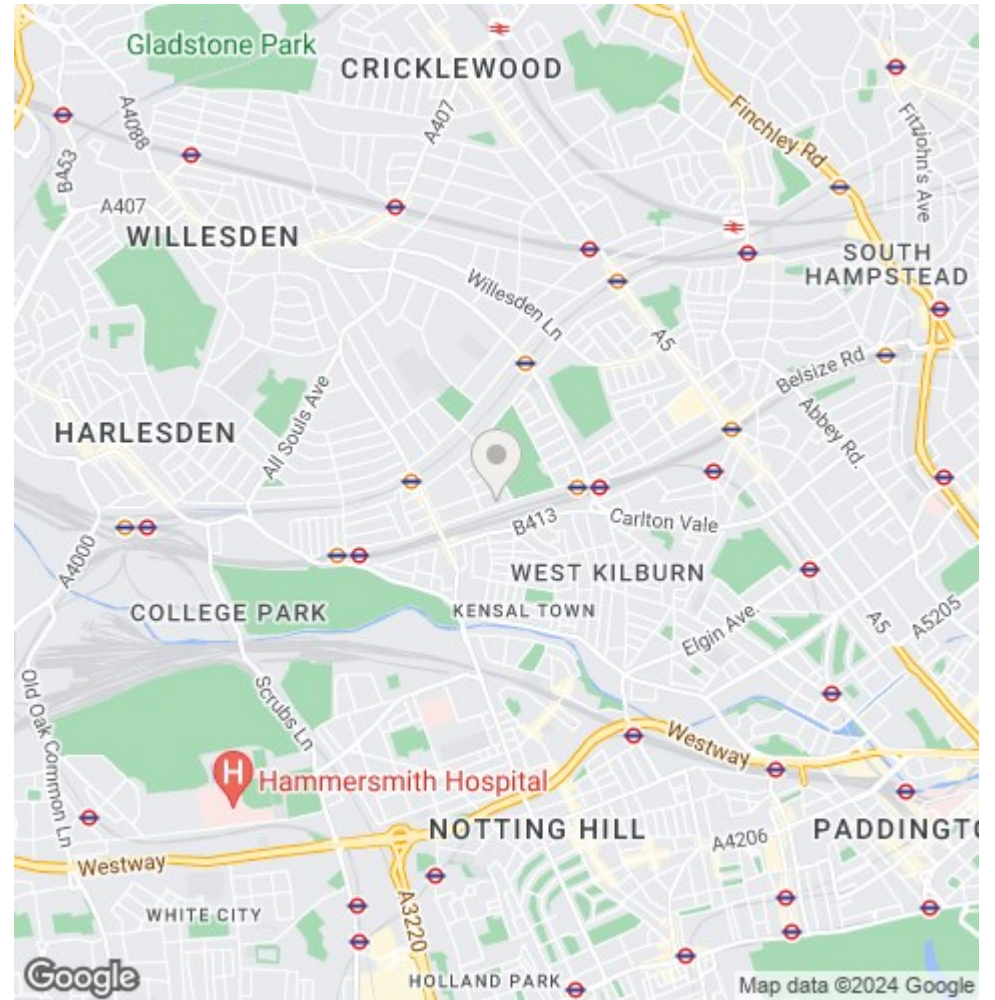 Gladstone Park
CRICKLEWOOD
A4088
A407
Finchley Rd
Fitzjohn's Ave
B453
A407
WILLESDEN
SOUTH
HAMPSTEAD
Willesden Ln
A5
Belsize Rd
All Souls Ave
Abbey Rd.
HARLESDEN
B413
Carlton Vale
A4000
WEST KILBURN
COLLEGE PARK
KENSAL TOWN
Elgin Ave.
A5
A5205
Old Oak Common Ln
Scrubs Ln
Westway
H
Hammersmith Hospital
NOTTING HILL
A4206
PADDINGTO
Westway
A3220
WHITE CITY
HOLLAND PARK
Google
Map data ©2024 Google